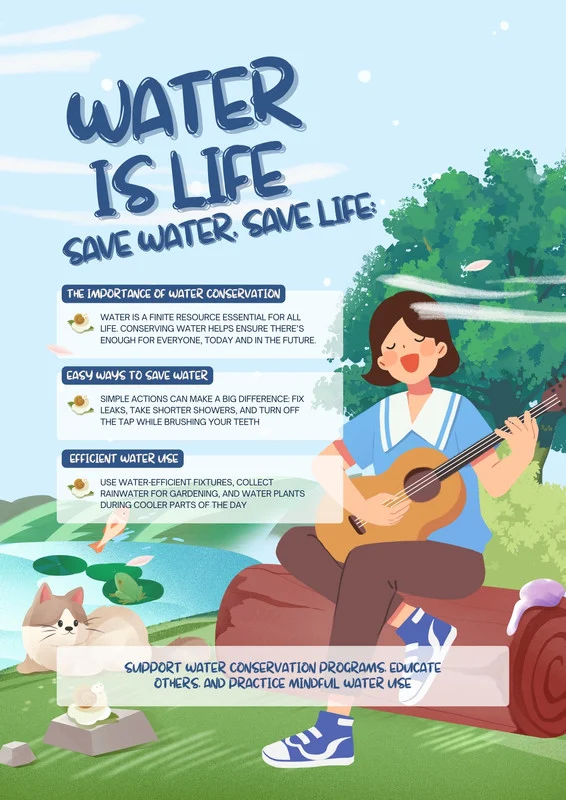 WATER
IS LIFE
SAVE WATER, SAVE LIFE:
THE IMPORTANCE OF WATER CONSERVATION
WATER IS A FINITE RESOURCE ESSENTIAL FOR ALL
LIFE. CONSERVING WATER HELPS ENSURE THERE'S
ENOUGH FOR EVERYONE, TODAY AND IN THE FUTURE.
EASY WAYS TO SAVE WATER
SIMPLE ACTIONS CAN MAKE A BIG DIFFERENCE: FIX
LEAKS, TAKE SHORTER SHOWERS, AND TURN OFF
THE TAP WHILE BRUSHING YOUR TEETH
EFFICIENT WATER USE
USE WATER-EFFICIENT FIXTURES, COLLECT
RAINWATER FOR GARDENING, AND WATER PLANTS
DURING COOLER PARTS OF THE DAY
SUPPORT WATER CONSERVATION PROGRAMS, EDUCATE
OTHERS, AND PRACTICE MINDFUL WATER USE